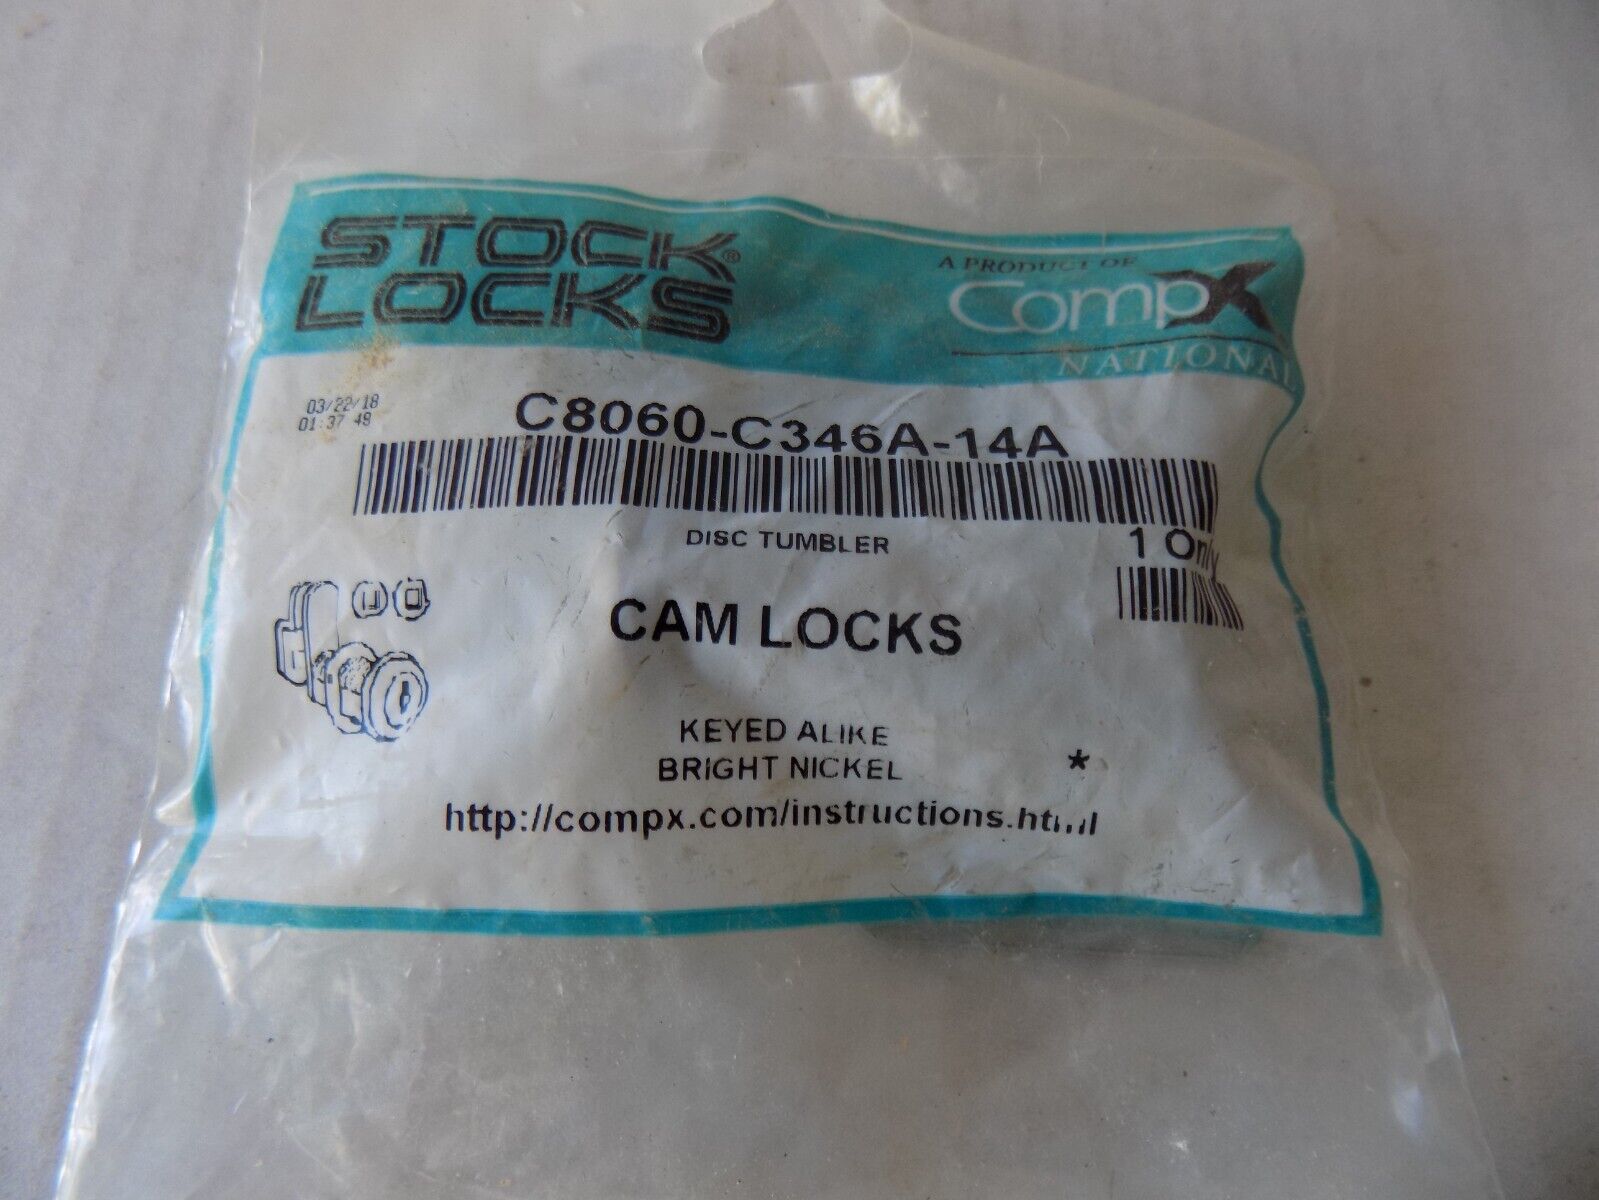 STOCK®
LOCKS
A PRODUCT OF
CompX
NATIONAL
03/22/18
01:37 48
C8060-C346A-14A
DISC TUMBLER
1 Only
CAM LOCKS
KEYED ALIKE
BRIGHT NICKEL *
http://compx.com/instructions.html